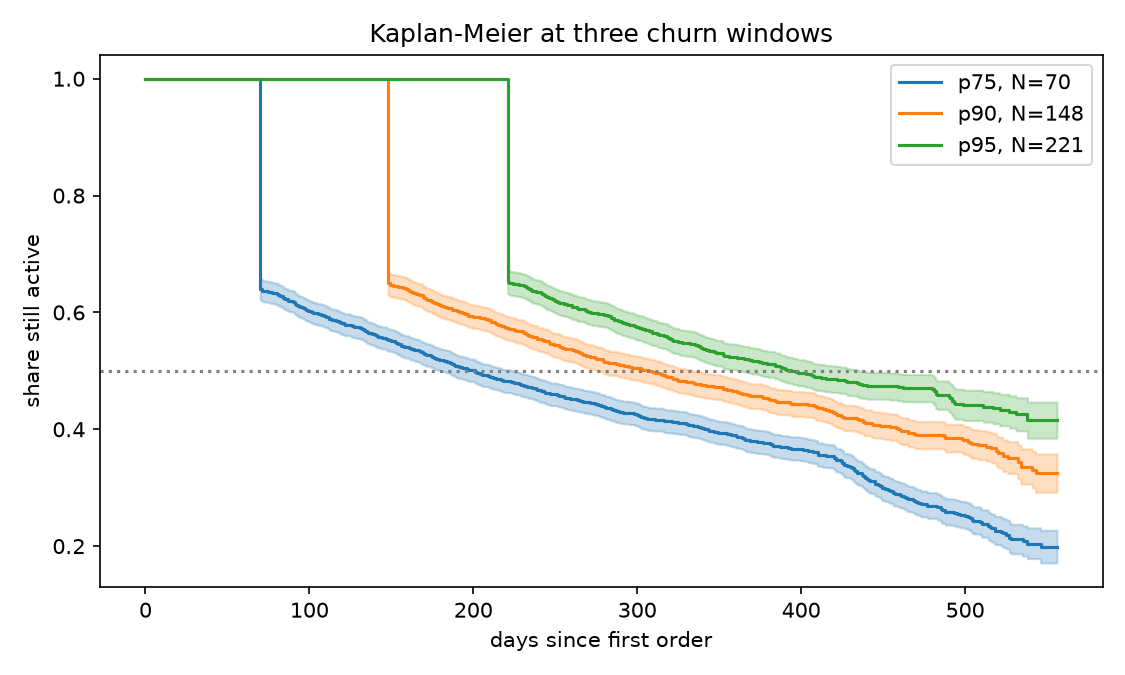 Kaplan-Meier at three churn windows
p75, N=70
p90, N=148
p95, N=221
share still active
1.0
0.8
0.6
0.4
0.2
0 100 200 300 400 500
days since first order